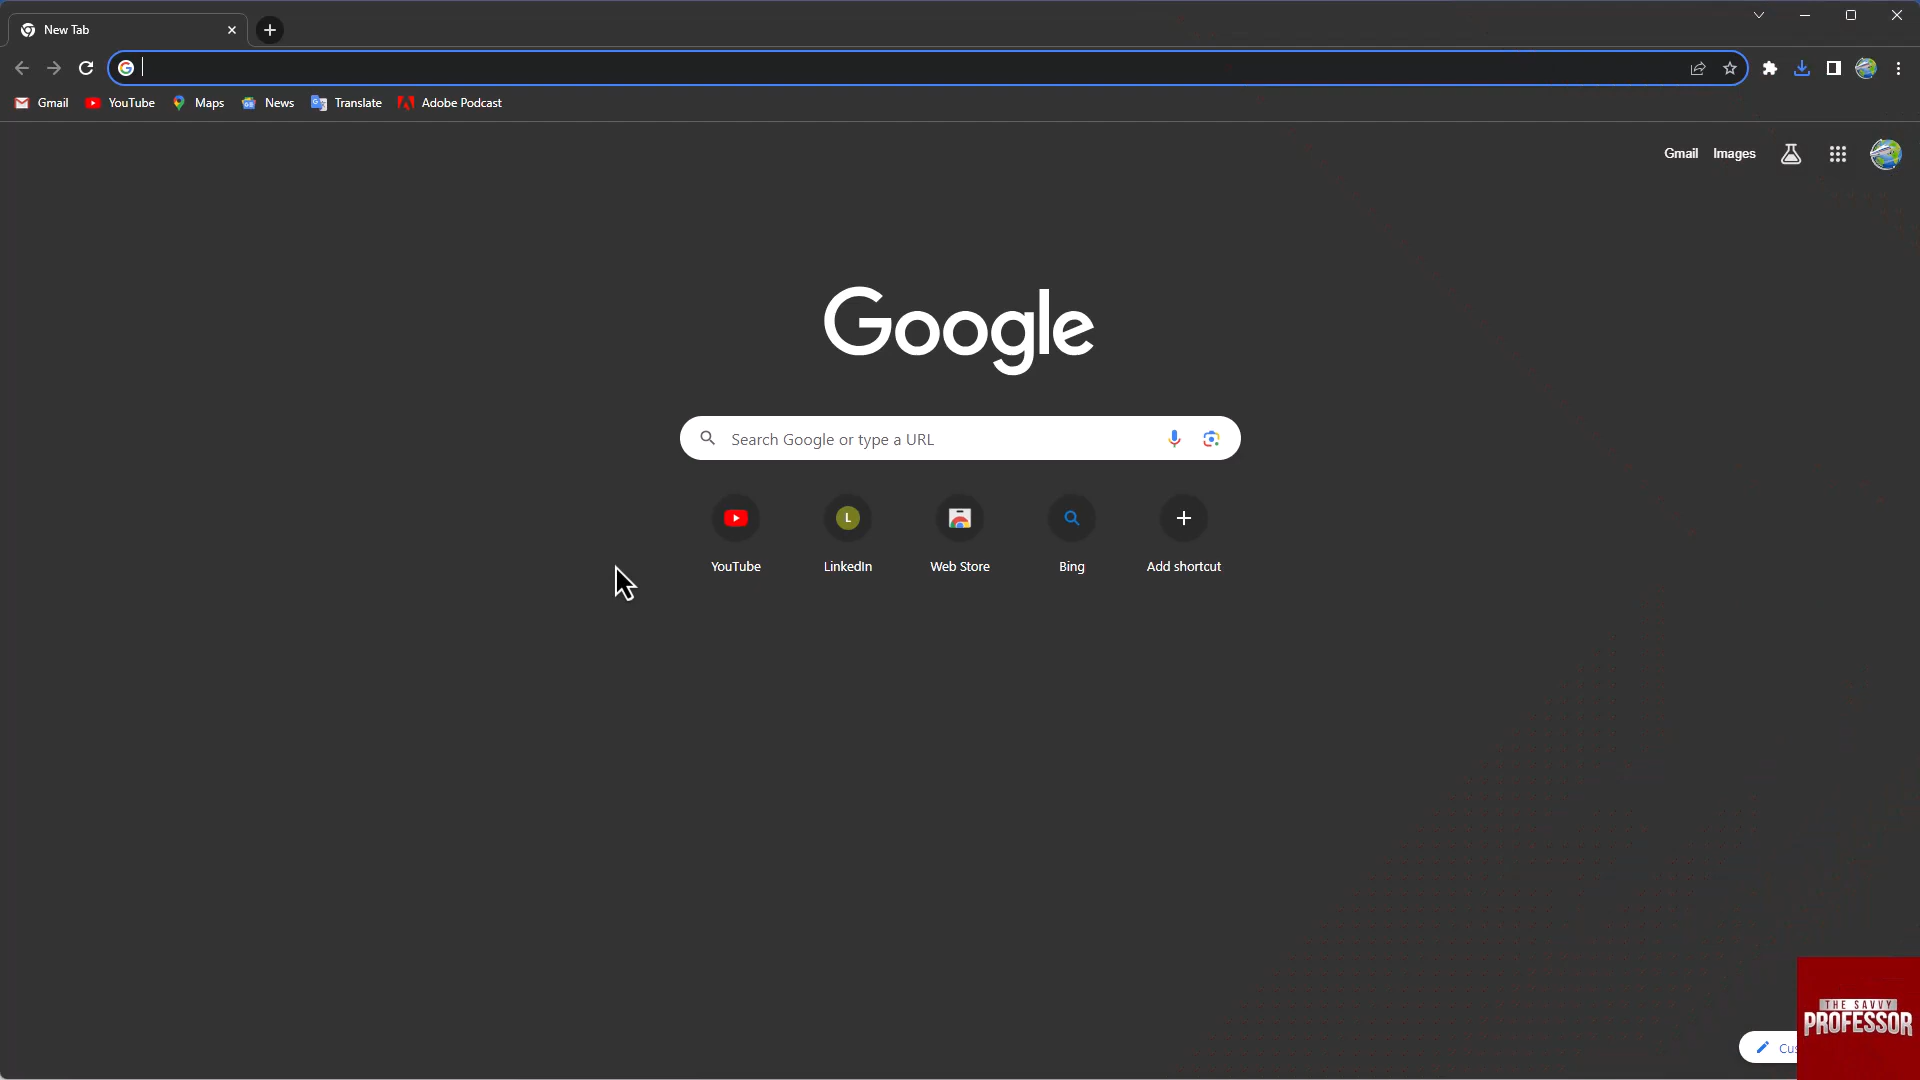 New Tab
Gmail YouTube Maps News Translate Adobe Podcast
Gmail Images
Google
Search Google or type a URL
L
YouTube LinkedIn Web Store Bing Add shortcut
THE SAVVY
PROFESSOR